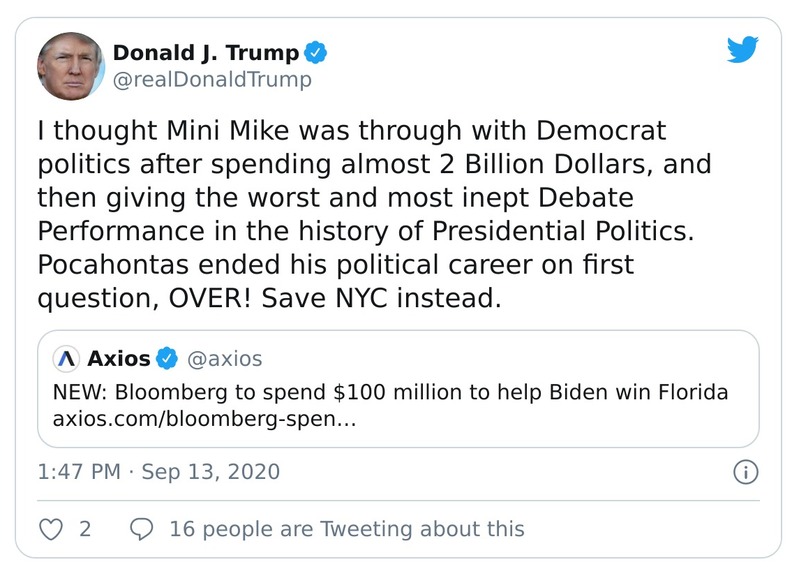 Donald J. Trump
@realDonaldTrump
I thought Mini Mike was through with Democrat
politics after spending almost 2 Billion Dollars, and
then giving the worst and most inept Debate
Performance in the history of Presidential Politics.
Pocahontas ended his political career on first
question, OVER! Save NYC instead.
Axios @axios
NEW: Bloomberg to spend $100 million to help Biden win Florida
axios.com/bloomberg-spen…
1:47 PM · Sep 13, 2020
2 16 people are Tweeting about this